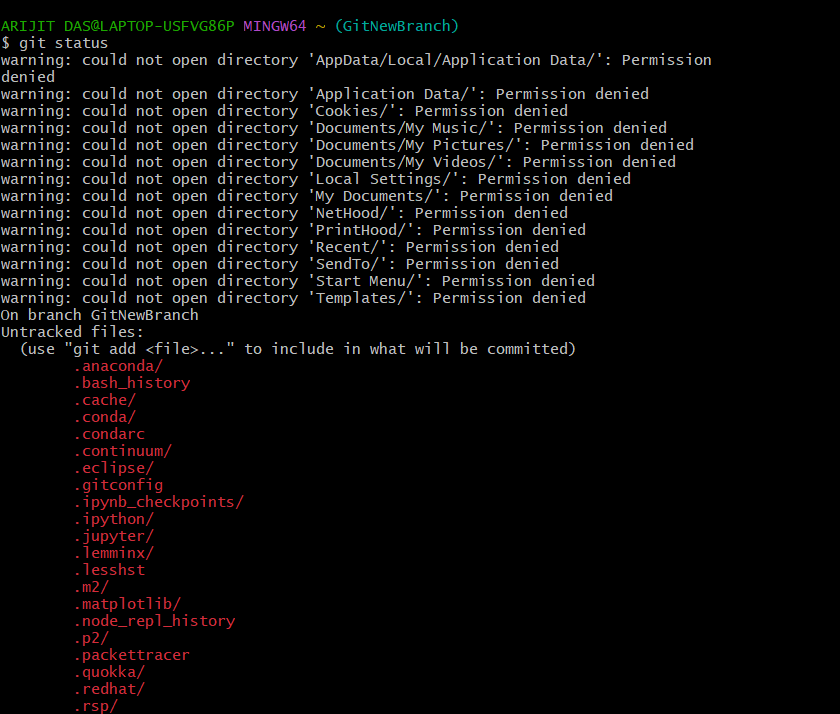 ARIJIT DAS@LAPTOP-USFVG86P MINGW64 ~ (GitNewBranch)
$ git status
warning: could not open directory 'AppData/Local/Application Data/': Permission
denied
warning: could not open directory 'Application Data/': Permission denied
warning: could not open directory 'Cookies/': Permission denied
warning: could not open directory 'Documents/My Music/': Permission denied
warning: could not open directory 'Documents/My Pictures/': Permission denied
warning: could not open directory 'Documents/My Videos/': Permission denied
warning: could not open directory 'Local Settings/': Permission denied
warning: could not open directory 'My Documents/': Permission denied
warning: could not open directory 'NetHood/': Permission denied
warning: could not open directory 'PrintHood/': Permission denied
warning: could not open directory 'Recent/': Permission denied
warning: could not open directory 'SendTo/': Permission denied
warning: could not open directory 'Start Menu/': Permission denied
warning: could not open directory 'Templates/': Permission denied
On branch GitNewBranch
Untracked files:
  (use "git add <file>..." to include in what will be committed)
        .anaconda/
        .bash_history
        .cache/
        .conda/
        .condarc
        .continuum/
        .eclipse/
        .gitconfig
        .ipynb_checkpoints/
        .ipython/
        .jupyter/
        .lemminx/
        .lesshst
        .m2/
        .matplotlib/
        .node_repl_history
        .p2/
        .packettracer
        .quokka/
        .redhat/
        .rsp/